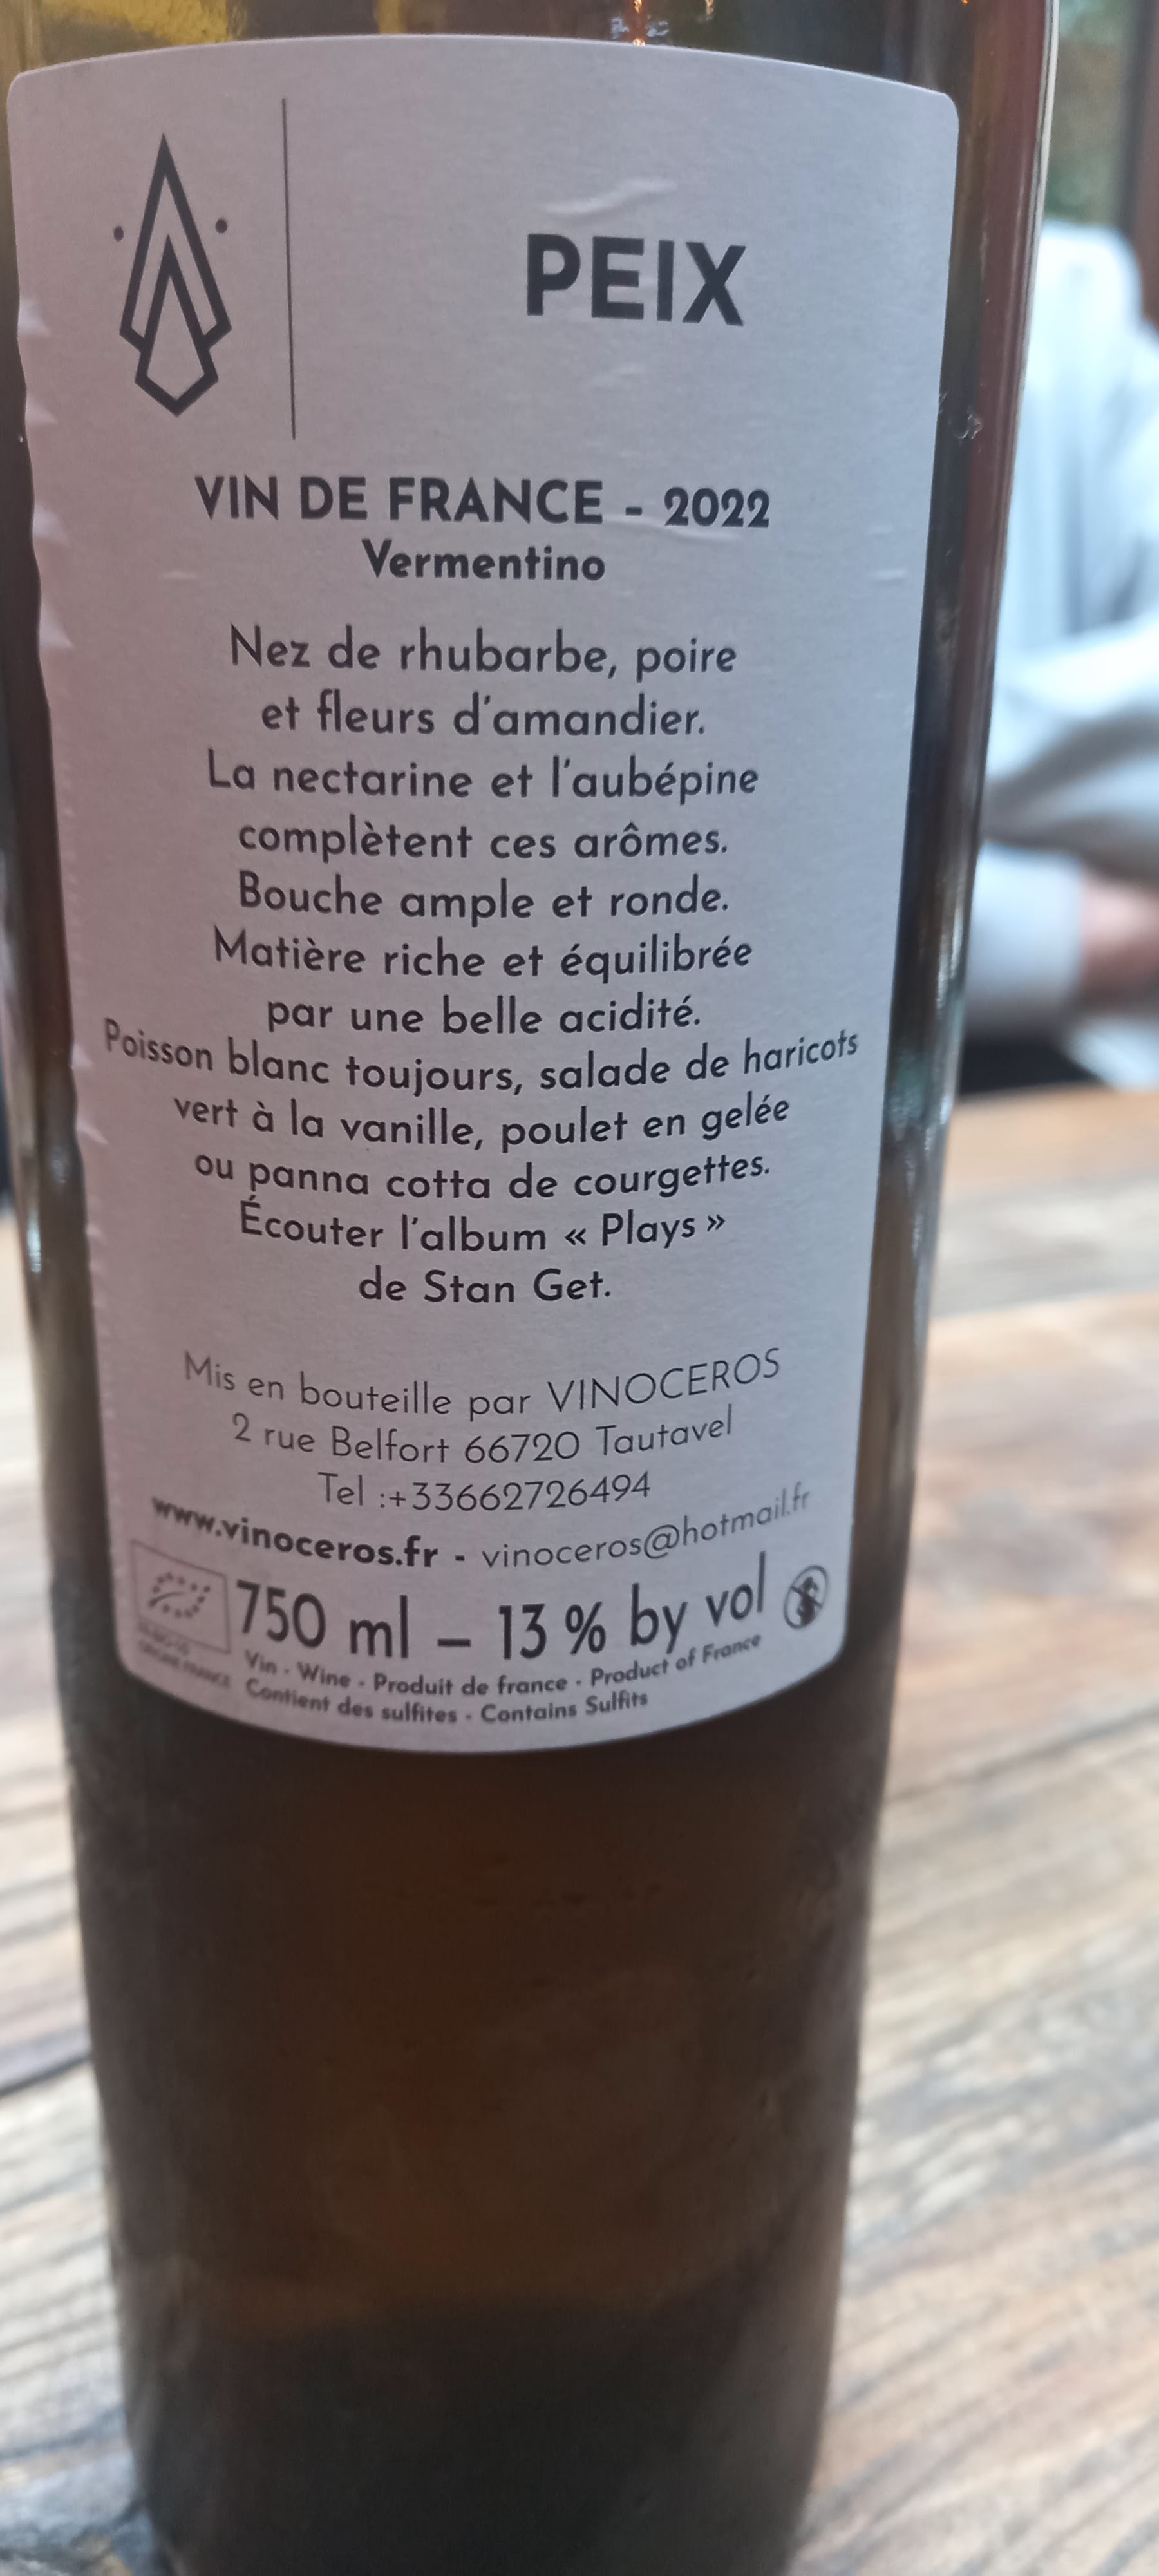 PEIX
VIN DE FRANCE - 2022
Vermentino
Nez de rhubarbe, poire
et fleurs d'amandier.
La nectarine et l'aubépine
complètent ces arômes.
Bouche ample et ronde.
Matière riche et équilibrée
par une belle acidité.
Poisson blanc toujours, salade de haricots
vert à la vanille, poulet en gelée
ou panna cotta de courgettes.
Écouter l'album « Plays »
de Stan Get.
Mis en bouteille par VINOCEROS
2 rue Belfort 66720 Tautavel
Tel :+33662726494
www.vinoceros.fr - vinoceros@hotmail.fr
750 ml – 13 % by vol
Vin - Wine - Produit de france - Product of France
Contient des sulfites - Contains Sulfits